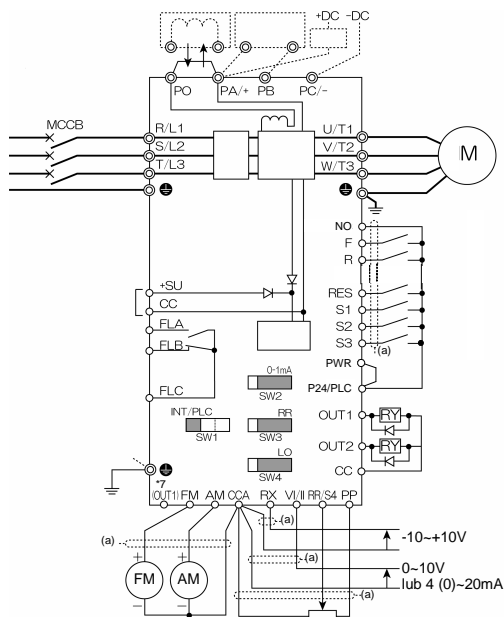 +DC −DC
PO PA/+ PB PC/-
MCCB
R/L1 U/T1
S/L2 V/T2
T/L3 W/T3
M
NO
F
R
+SU
RES
CC
S1
FLA
S2
FLB
S3
(a)
PWR
0-1mA
SW2
FLC
P24/PLC
INT/PLC
SW1
RR
SW3
OUT1 RY
LO
SW4
OUT2 RY
CC
*7
(OUT1) FM AM CCA RX VI/II RR/S4 PP
(a)
-10~+10V
(a)
(a)
0~10V
lub 4 (0)~20mA
(a)
+ +
FM AM
− −